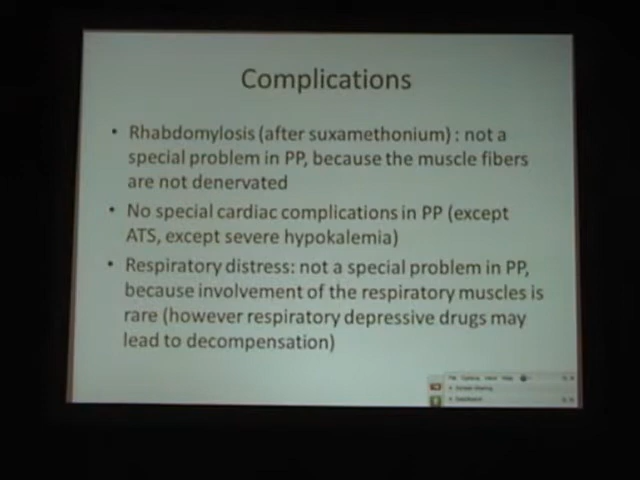 Complications
• Rhabdomylosis (after suxamethonium) : not a
special problem in PP, because the muscle fibers
are not denervated
• No special cardiac complications in PP (except
ATS, except severe hypokalemia)
• Respiratory distress: not a special problem in PP,
because involvement of the respiratory muscles is
rare (however respiratory depressive drugs may
lead to decompensation)